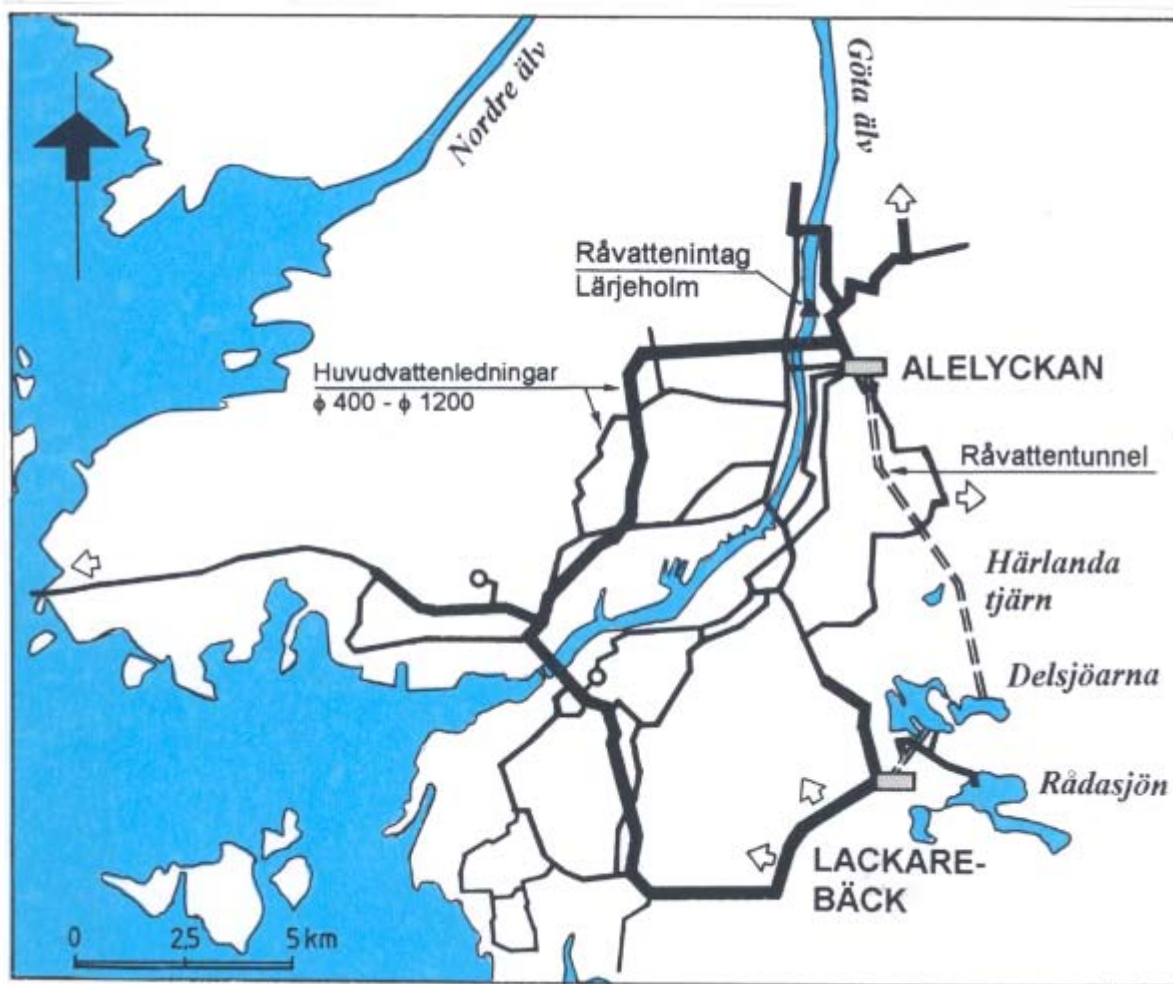 Nordre älv
Göta älv
Råvattenintag
Lärjeholm
Huvudvattenledningar
ϕ 400 - ϕ 1200
ALELYCKAN
Råvattentunnel
Härlanda
tjärn
Delsjöarna
Rådasjön
LACKARE-
BÄCK
0 2,5 5 km